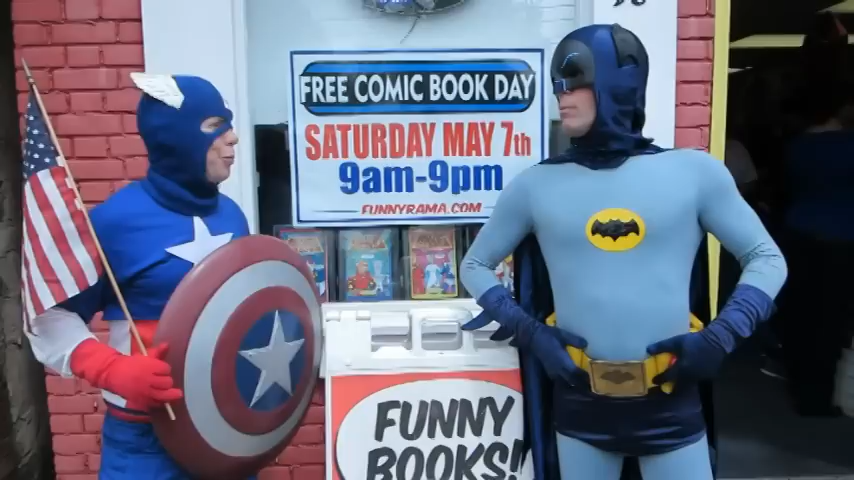 FREE COMIC BOOK DAY
SATURDAY MAY 7th
9am-9pm
FUNNYRAMA.COM
FUNNY
BOOKS!